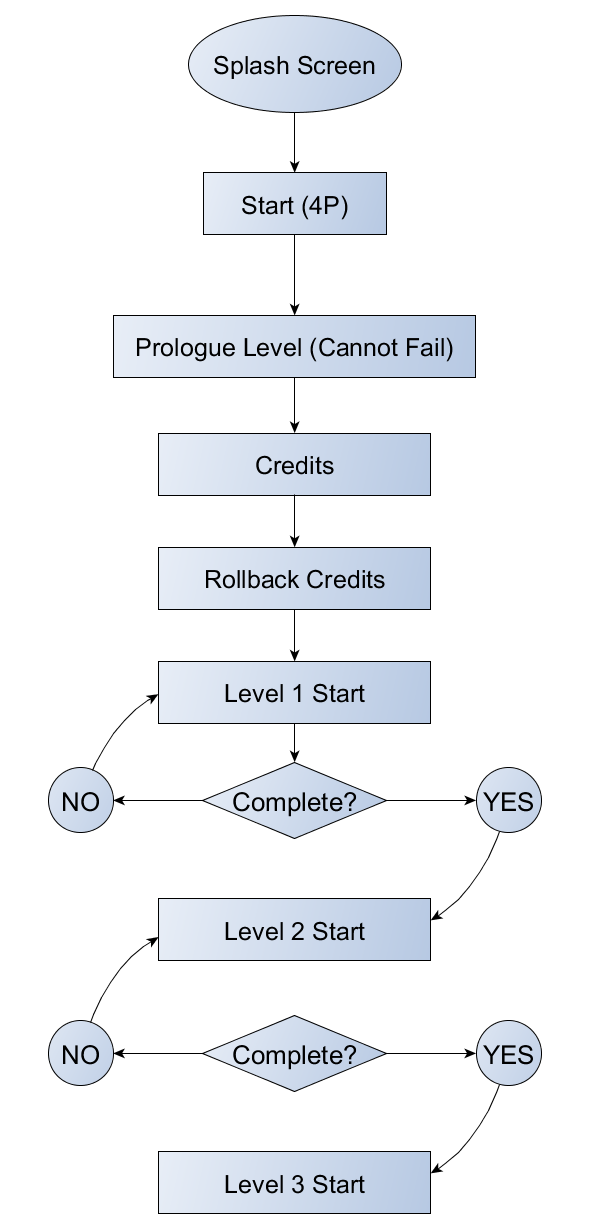 Splash Screen
Start (4P)
Prologue Level (Cannot Fail)
Credits
Rollback Credits
Level 1 Start
NO
Complete?
YES
Level 2 Start
NO
Complete?
YES
Level 3 Start